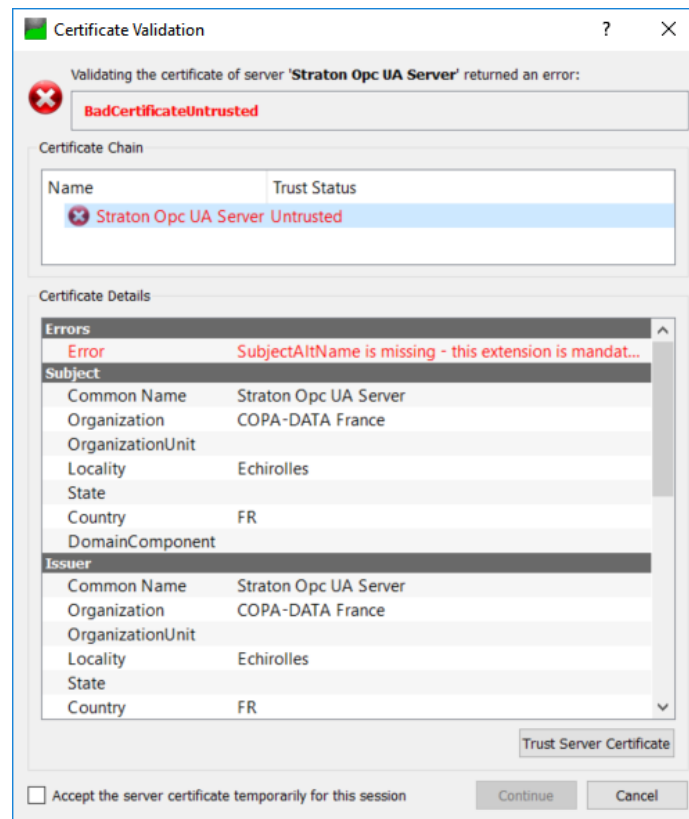 Certificate Validation ?
Validating the certificate of server 'Straton Opc UA Server' returned an error:
BadCertificateUntrusted
Certificate Chain
Name Trust Status
Straton Opc UA Server Untrusted
Certificate Details
Errors
Error SubjectAltName is missing - this extension is mandat...
Subject
Common Name Straton Opc UA Server
Organization COPA-DATA France
OrganizationUnit
Locality Echirolles
State
Country FR
DomainComponent
Issuer
Common Name Straton Opc UA Server
Organization COPA-DATA France
OrganizationUnit
Locality Echirolles
State
Country FR
Trust Server Certificate
Accept the server certificate temporarily for this session Continue Cancel